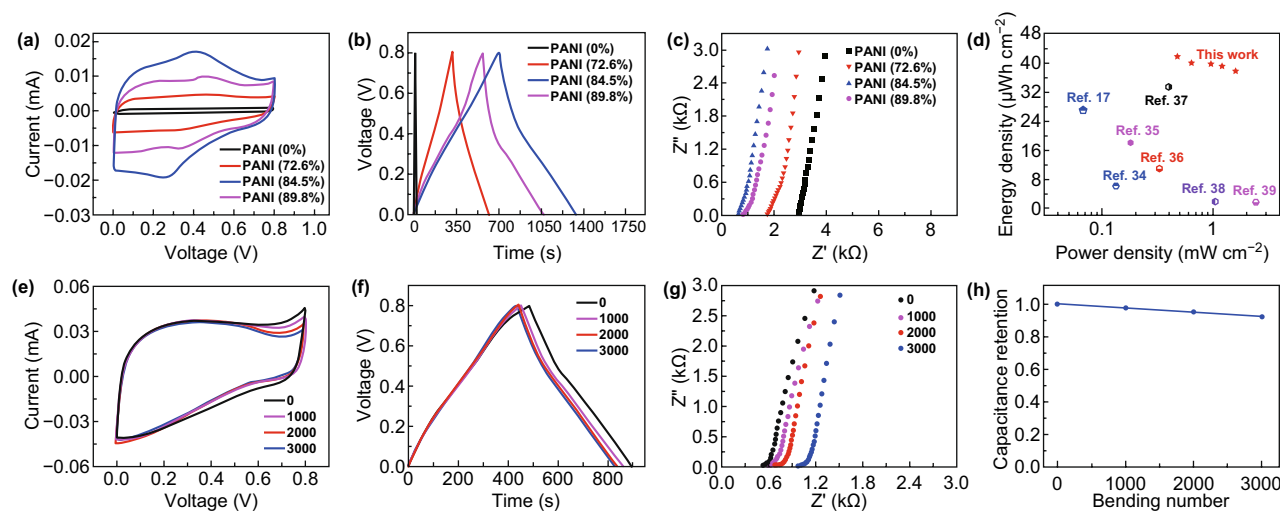 (a)
0.02
0.01
0.00
−0.01
−0.02
−0.03
Current (mA)
PANI (0%)
PANI (72.6%)
PANI (84.5%)
PANI (89.8%)
0.0 0.2 0.4 0.6 0.8 1.0
Voltage (V)
(b)
1.2
0.8
0.4
0.0
Voltage (V)
PANI (0%)
PANI (72.6%)
PANI (84.5%)
PANI (89.8%)
0 350 700 1050 1400 1750
Time (s)
(c)
3.0
2.4
1.8
1.2
0.6
0.0
Z'' (kΩ)
PANI (0%)
PANI (72.6%)
PANI (84.5%)
PANI (89.8%)
0 2 4 6 8
Z' (kΩ)
(d)
48
40
32
24
16
8
0
Energy density (µWh cm−2)
This work
Ref. 17
Ref. 37
Ref. 35
Ref. 36
Ref. 34
Ref. 38
Ref. 39
0.1 1
Power density (mW cm−2)
(e)
0.06
0.03
0.00
−0.03
−0.06
Current (mA)
0
1000
2000
3000
0.0 0.2 0.4 0.6 0.8
Voltage (V)
(f)
1.2
0.8
0.4
0.0
Voltage (V)
0
1000
2000
3000
0 200 400 600 800
Time (s)
(g)
3.0
2.5
2.0
1.5
1.0
0.5
0.0
Z'' (kΩ)
0
1000
2000
3000
0.0 0.6 1.2 1.8 2.4 3.0
Z' (kΩ)
(h)
1.0
0.8
0.6
0.4
0.2
0.0
Capacitance retention
0 1000 2000 3000
Bending number